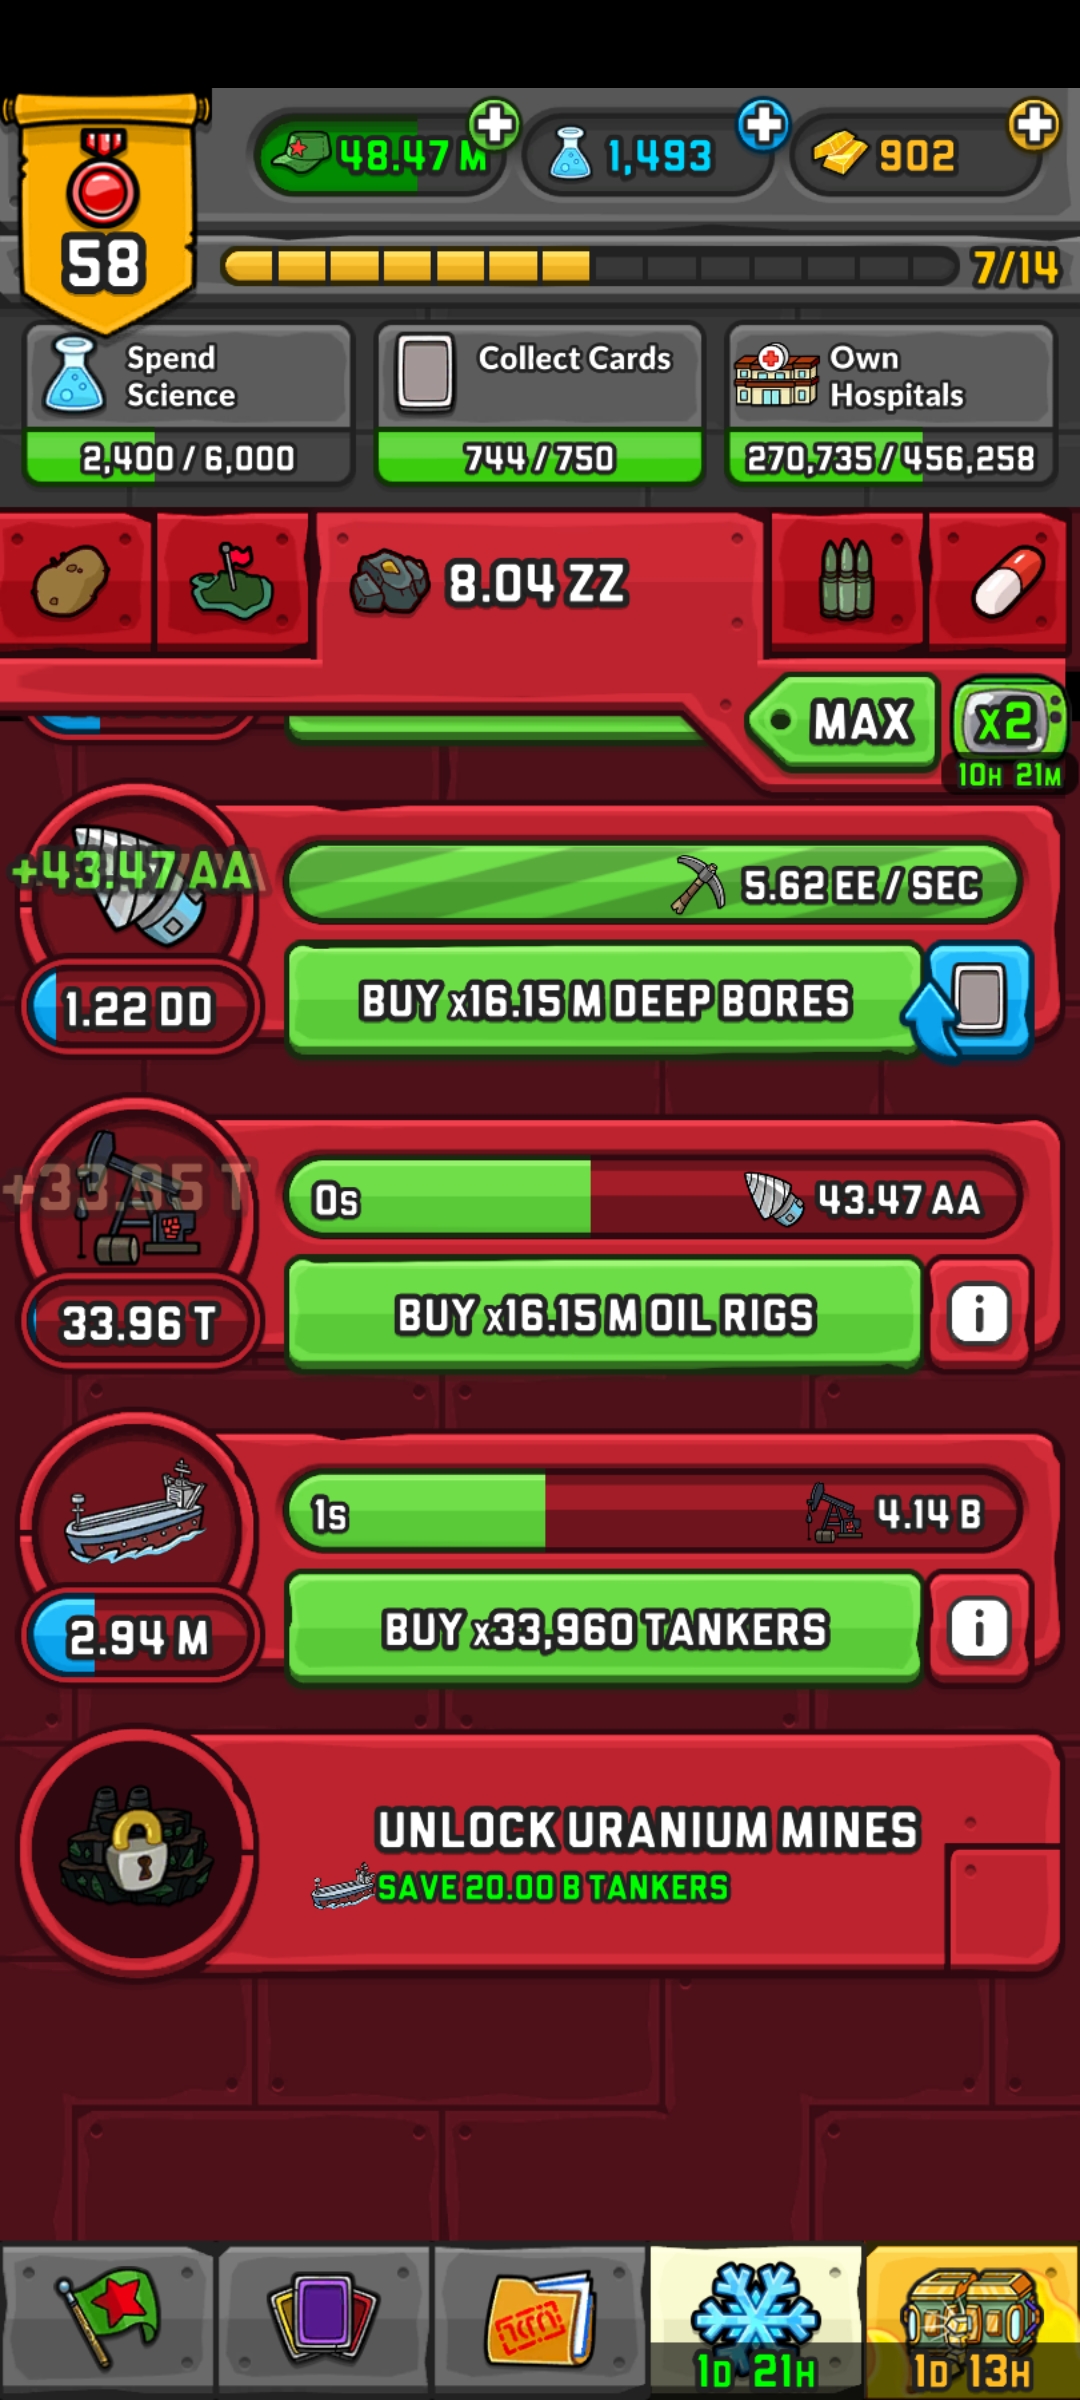 48.47 M
1,493
902
58
7/14
Spend
Science
2,400 / 6,000
Collect Cards
744 / 750
Own
Hospitals
270,735 / 456,258
8.04 ZZ
MAX
x2
10H 21M
+43.47 AA
5.62 EE / SEC
1.22 DD
BUY x16.15 M DEEP BORES
+33.95 T
0s
43.47 AA
33.96 T
BUY x16.15 M OIL RIGS
i
1s
4.14 B
2.94 M
BUY x33,960 TANKERS
i
UNLOCK URANIUM MINES
SAVE 20.00 B TANKERS
1D 21H
1D 13H